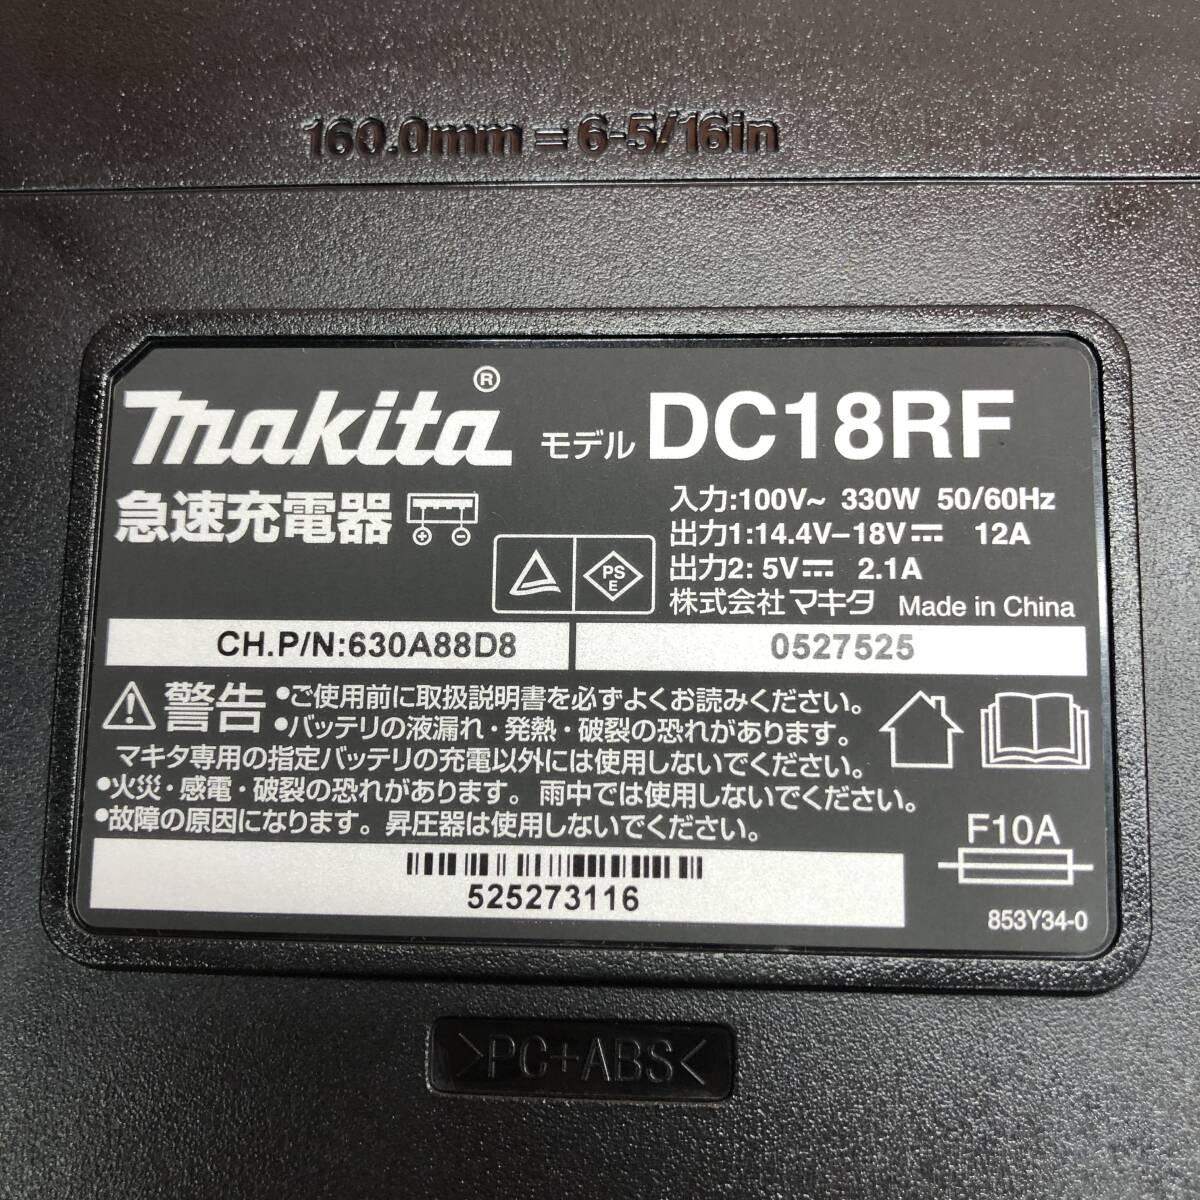 160.0mm = 6-5/16in
makita® モデル DC18RF
急速充電器
入力:100V~ 330W 50/60Hz
出力1:14.4V-18V⎓ 12A
出力2: 5V⎓ 2.1A
PS
E
株式会社 マキタ Made in China
CH.P/N:630A88D8
0527525
警告
•ご使用前に取扱説明書を必ずよくお読みください。
•バッテリの液漏れ・発熱・破裂の恐れがあります。
マキタ専用の指定バッテリの充電以外には使用しないでください。
•火災・感電・破裂の恐れがあります。雨中では使用しないでください。
•故障の原因になります。昇圧器は使用しないでください。
F10A
525273116
853Y34-0
>PC+ABS<